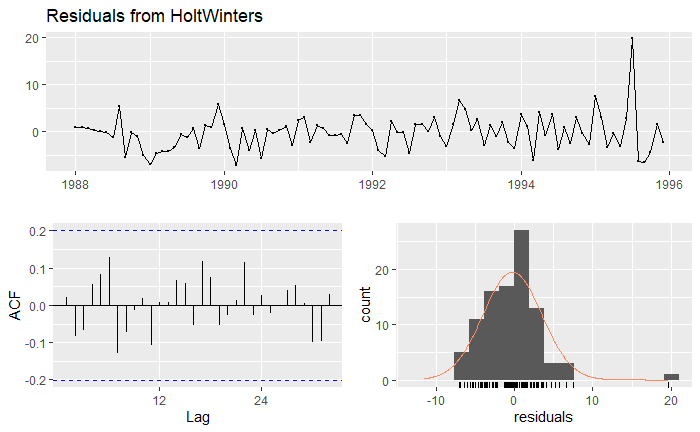 Residuals from HoltWinters
20
10
0
1988 1990 1992 1994 1996
0.2
0.1
0.0
-0.1
-0.2
ACF
12 24
Lag
20
10
0
count
-10 0 10 20
residuals